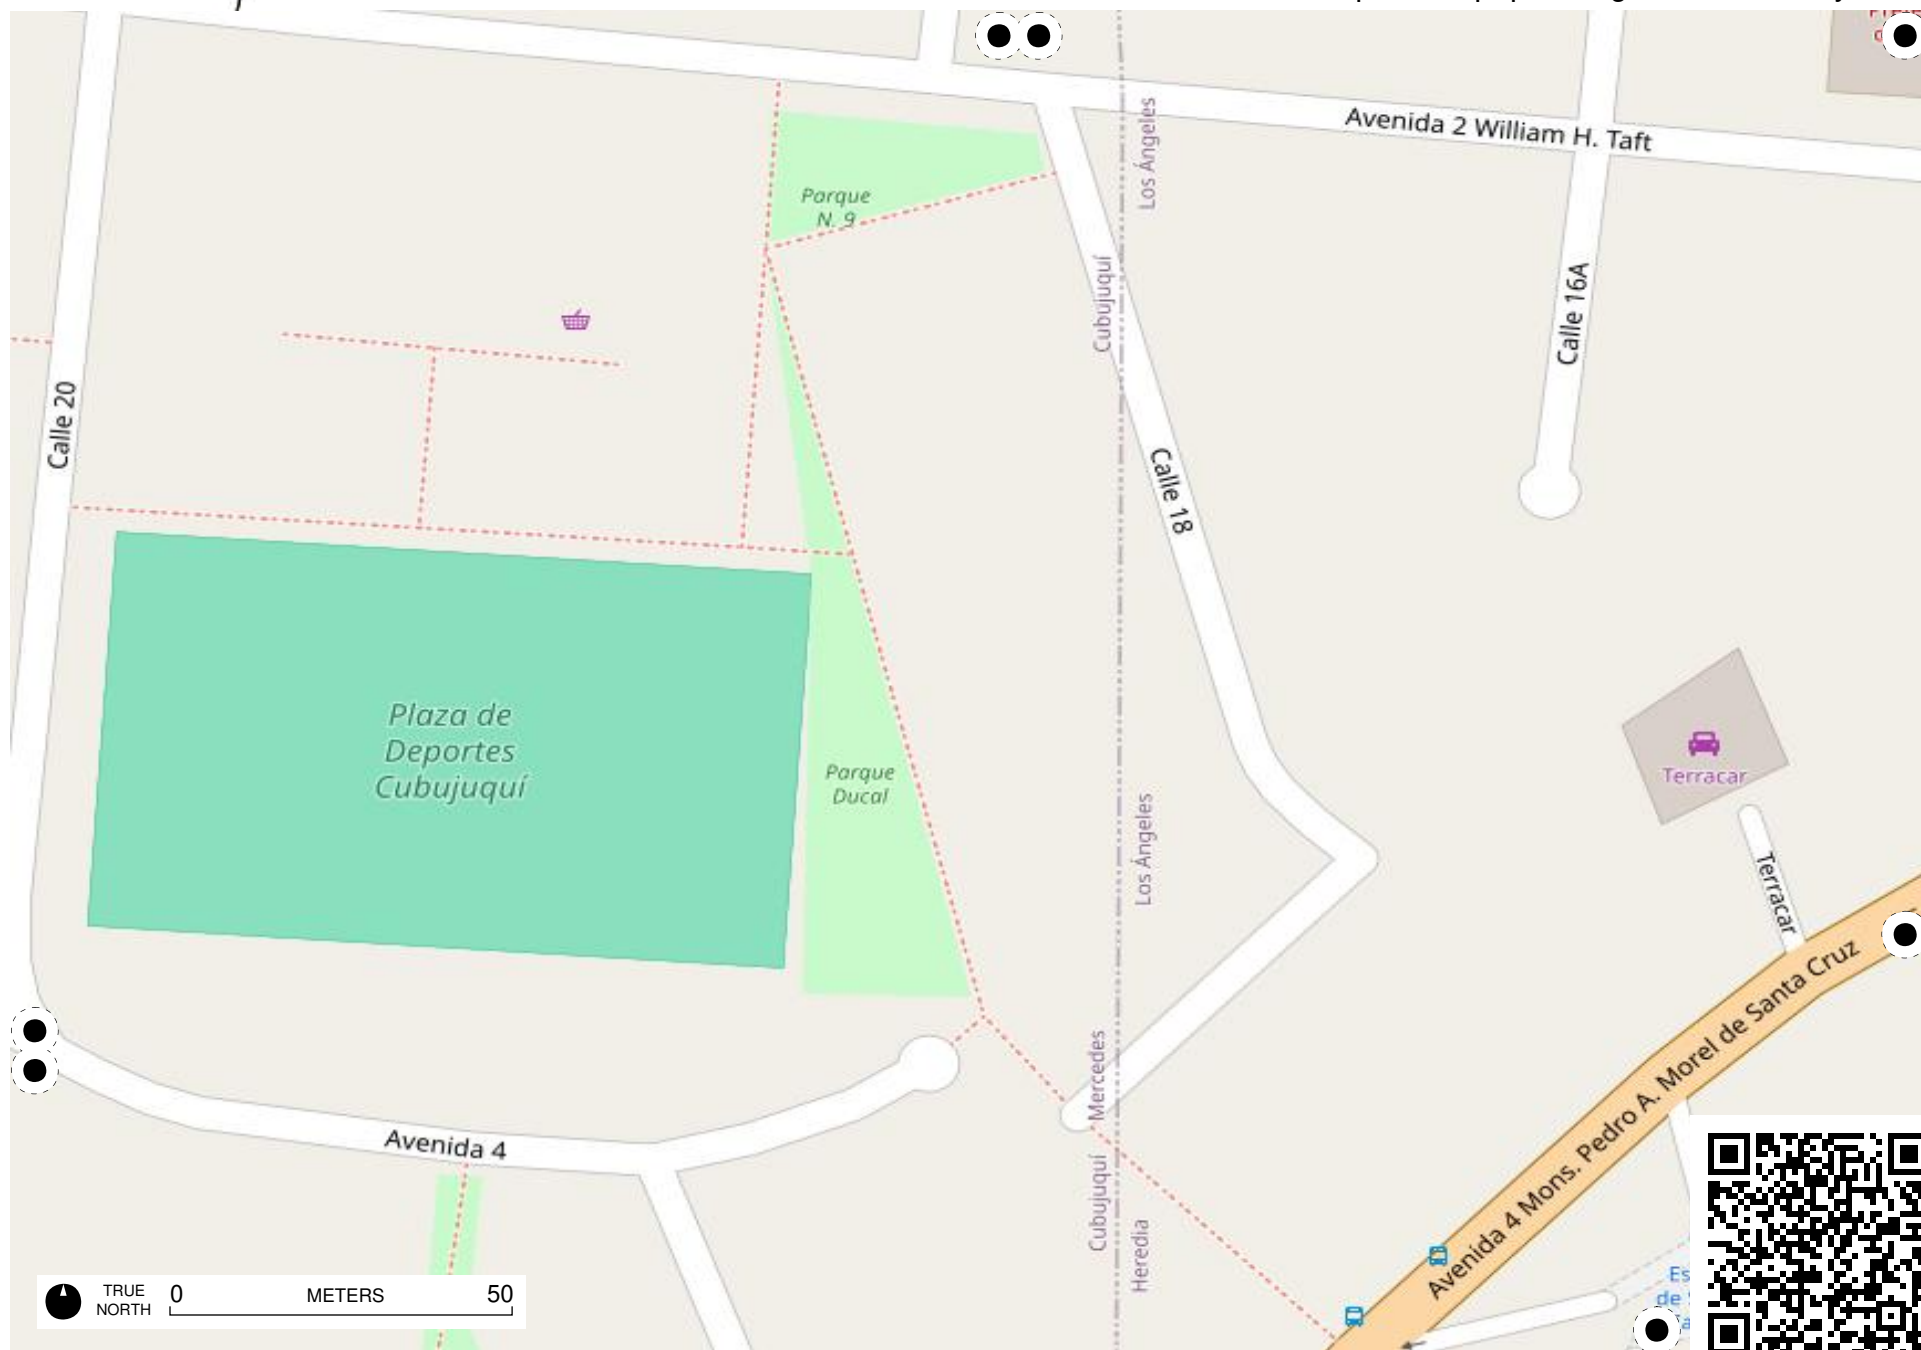 Avenida 2 William H. Taft
Los Ángeles
Parque
N. 9
Cubujuquí
Calle 16A
Calle 20
Calle 18
Plaza de
Deportes
Cubujuquí
Parque
Ducal
Terracar
Los Ángeles
Terracar
Avenida 4 Mons. Pedro A. Morel de Santa Cruz
Mercedes
Avenida 4
Cubujuquí
Heredia
TRUE
NORTH
0 METERS 50
de